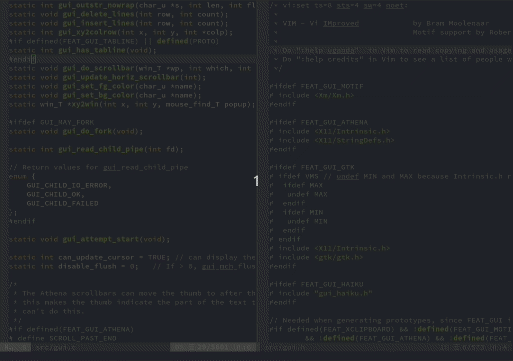 static void gui_outstr_nowrap(char_u *s, int len, int fl
static void gui_delete_lines(int row, int count);
static void gui_insert_lines(int row, int count);
static int gui_xy2colrow(int x, int y, int *colp);
#if defined(FEAT_GUI_TABLINE) || defined(PROTO)
static int gui_has_tabline(void);
#endif
static void gui_do_scrollbar(win_T *wp, int which, int
static void gui_update_horiz_scrollbar(int);
static void gui_set_fg_color(char_u *name);
static void gui_set_bg_color(char_u *name);
static win_T *xy2win(int x, int y, mouse_find_T popup);
#ifdef GUI_MAY_FORK
static void gui_do_fork(void);
static int gui_read_child_pipe(int fd);
// Return values for gui_read_child_pipe
enum {
GUI_CHILD_IO_ERROR,
GUI_CHILD_OK,
GUI_CHILD_FAILED
};
#endif
static void gui_attempt_start(void);
static int can_update_cursor = TRUE; // can display the
static int disable_flush = 0; // If > 0, gui_mch_flush
/*
* The Athena scrollbars can move the thumb to after th
* this makes the thumb indicate the part of the text t
* can't do this.
*/
#if defined(FEAT_GUI_ATHENA)
# define SCROLL_PAST_END
src/gui.c
1
/* vi:set ts=8 sts=4 sw=4 noet:
*
* VIM - Vi IMproved by Bram Moolenaar
* Motif support by Rober
*
* Do ":help uganda" in Vim to read copying and usage
* Do ":help credits" in Vim to see a list of people w
*/
#ifdef FEAT_GUI_MOTIF
# include <Xm/Xm.h>
#endif
#ifdef FEAT_GUI_ATHENA
# include <X11/Intrinsic.h>
# include <X11/StringDefs.h>
#endif
#ifdef FEAT_GUI_GTK
# ifdef VMS // undef MIN and MAX because Intrinsic.h r
# ifdef MAX
# undef MAX
# endif
# ifdef MIN
# undef MIN
# endif
# endif
# include <X11/Intrinsic.h>
# include <gtk/gtk.h>
#endif
#ifdef FEAT_GUI_HAIKU
# include "gui_haiku.h"
#endif
// Needed when generating prototypes, since FEAT_GUI
#if defined(FEAT_XCLIPBOARD) && !defined(FEAT_GUI_MOTI
&& !defined(FEAT_GUI_ATHENA) && !defined(FEAT
src/gui.h